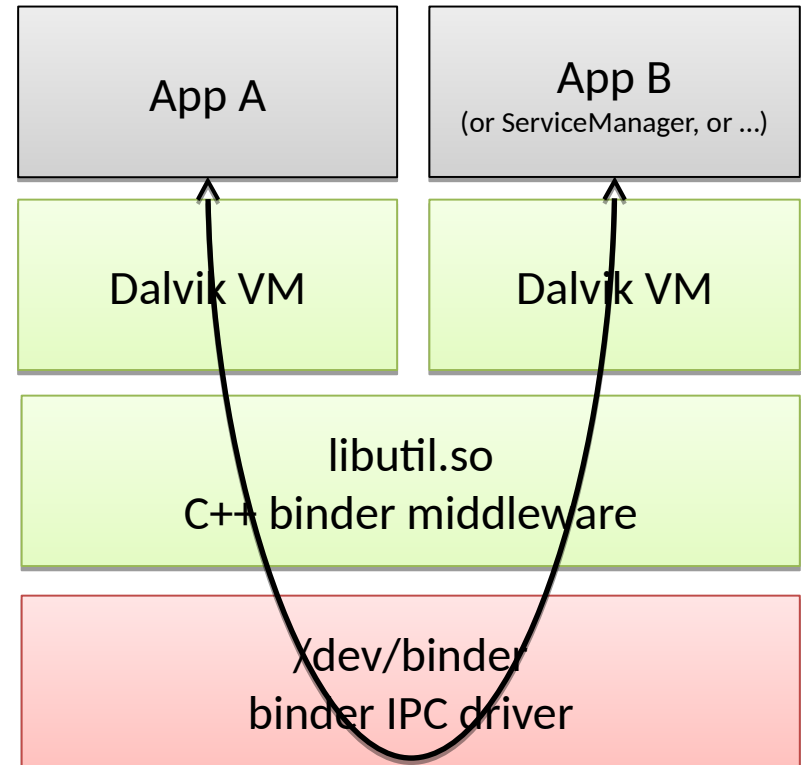 App A
App B
(or ServiceManager, or ...)
Dalvik VM
Dalvik VM
libutil.so
C++ binder middleware
/dev/binder
binder IPC driver